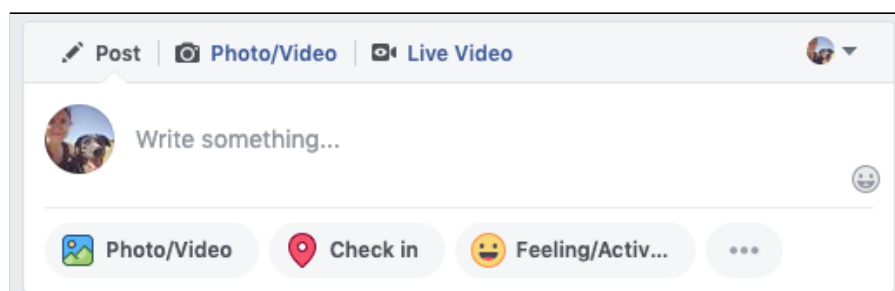 Post Photo/Video Live Video
Write something...
Photo/Video Check in Feeling/Activ...